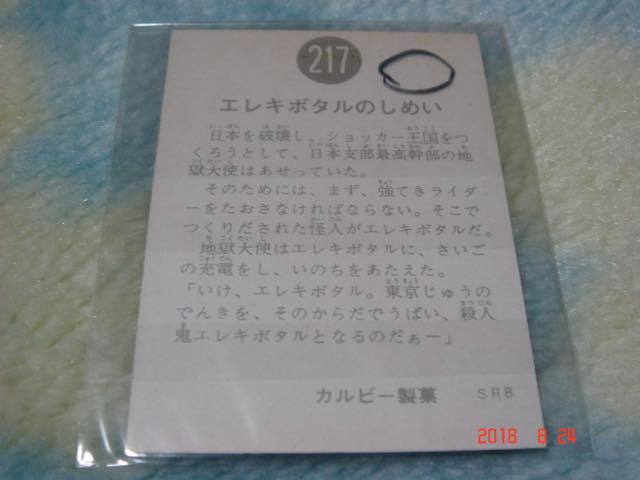 217
エレキボタルのしめい
日本を破壊し、ショッカー王国をつ
くろうとして、日本支部最高幹部の地
獄大使はあせっていた。
そのためには、まず、強てきライダ
ーをたおさなければならない。そこで
つくりだされた怪人がエレキボタルだ。
地獄大使はエレキボタルに、さいご
の充電をし、いのちをあたえた。
「いけ、エレキボタル。東京じゅうの
でんきを、そのからだでうばい、殺人
鬼エレキボタルとなるのだぁー」
カルビー製菓 SR8
2018 8 24